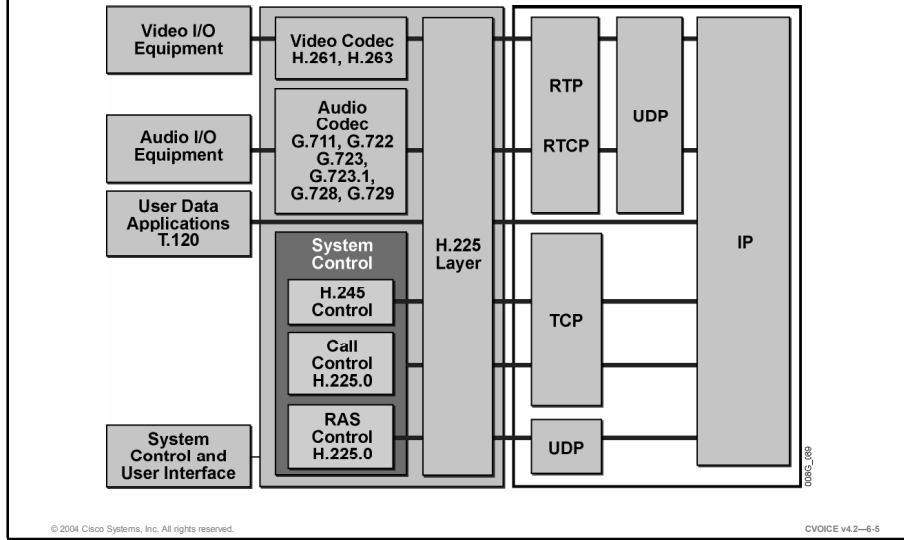 Video I/O
Equipment
Video Codec
H.261, H.263
Audio I/O
Equipment
Audio
Codec
G.711, G.722
G.723,
G.723.1,
G.728, G.729
User Data
Applications
T.120
System
Control
H.245
Control
Call
Control
H.225.0
RAS
Control
H.225.0
System
Control and
User Interface
H.225
Layer
RTP
RTCP
UDP
TCP
UDP
IP
008G_089
© 2004 Cisco Systems, Inc. All rights reserved.
CVOICE v4.2—6-5